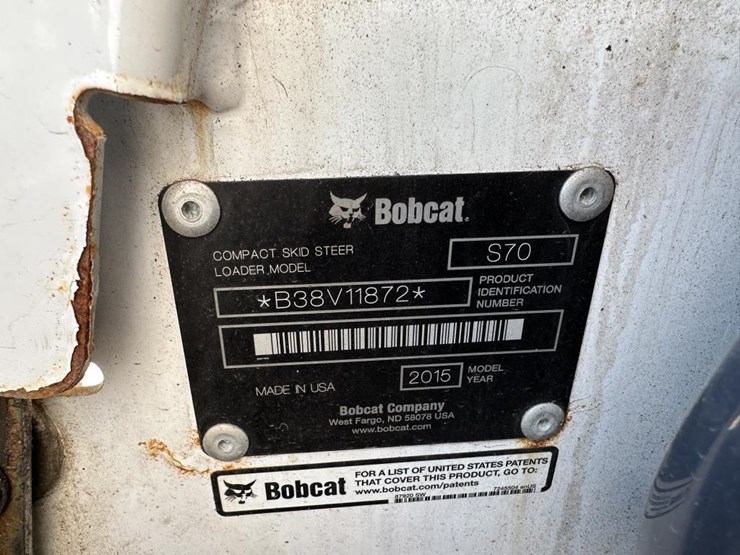 Bobcat.
COMPACT SKID STEER
LOADER MODEL
S70
*B38V11872*
PRODUCT
IDENTIFICATION
NUMBER
MADE IN USA
2015
MODEL
YEAR
Bobcat Company
West Fargo, ND 58078 USA
www.bobcat.com
Bobcat
FOR A LIST OF UNITED STATES PATENTS
THAT COVER THIS PRODUCT, GO TO:
www.bobcat.com/patents